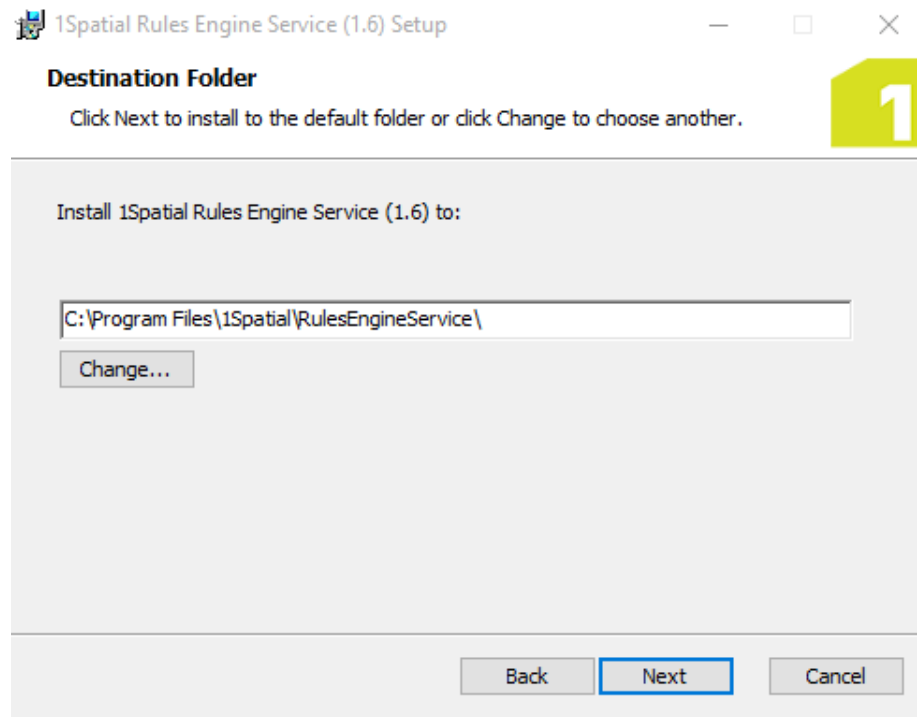 1Spatial Rules Engine Service (1.6) Setup
Destination Folder
Click Next to install to the default folder or click Change to choose another.
1
Install 1Spatial Rules Engine Service (1.6) to:
C:\Program Files\1Spatial\RulesEngineService\
Change...
Back Next Cancel